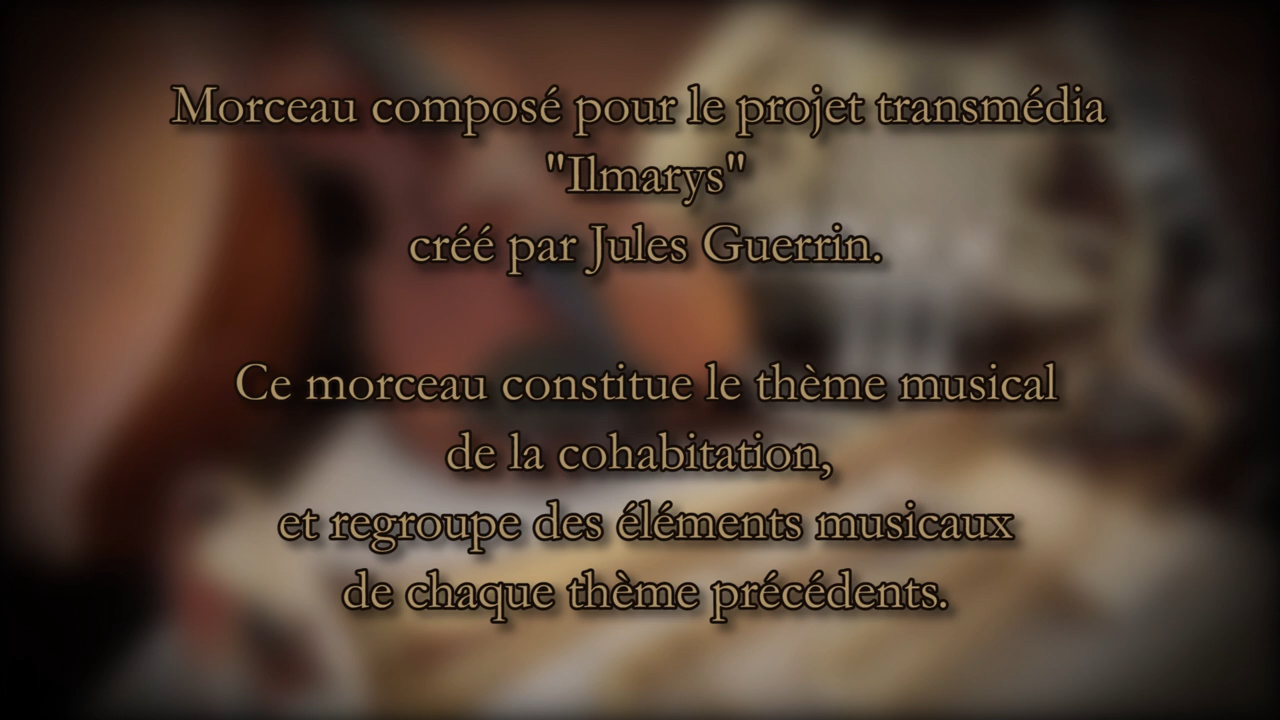 Morceau composé pour le projet transmédia
"Ilmarys"
créé par Jules Guerrin.
Ce morceau constitue le thème musical
de la cohabitation,
et regroupe des éléments musicaux
de chaque thème précédents.